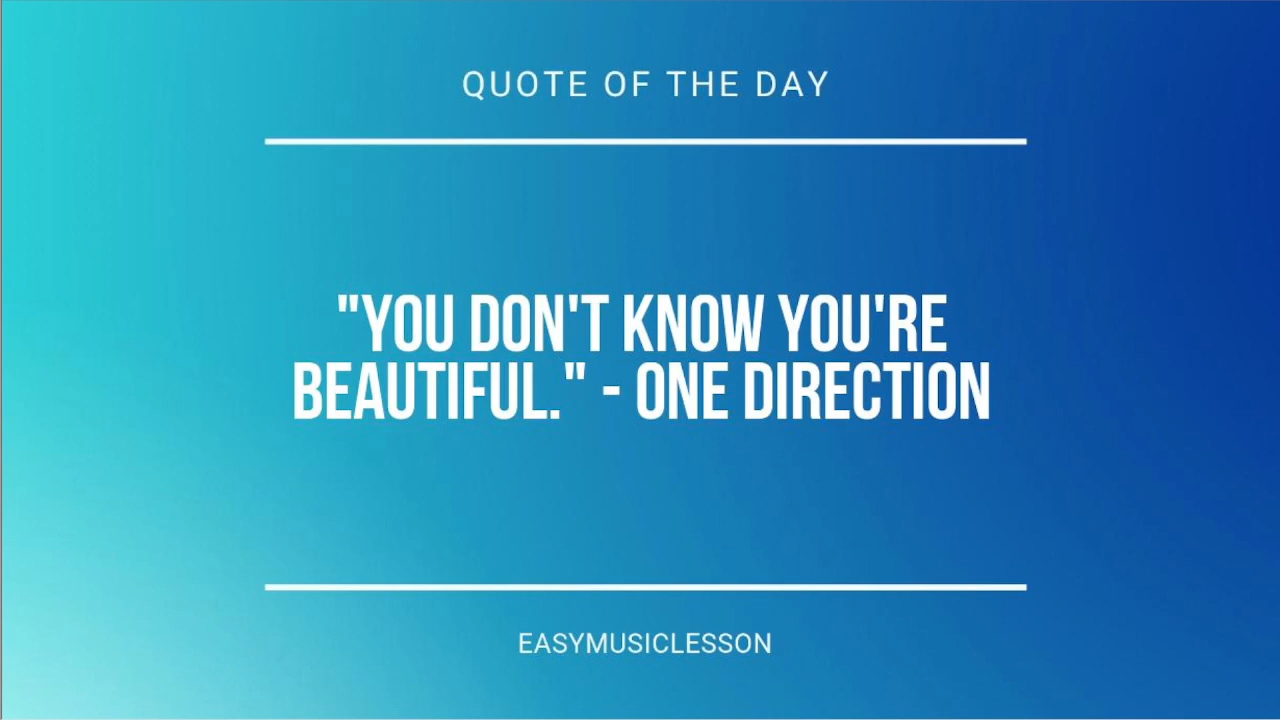 QUOTE OF THE DAY
"YOU DON'T KNOW YOU'RE
BEAUTIFUL." - ONE DIRECTION
EASYMUSICLESSON